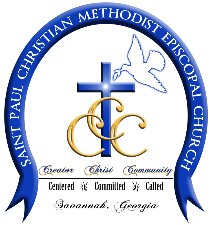 SAINT PAUL CHRISTIAN METHODIST EPISCOPAL CHURCH
CCC
Creator Christ Community
Centered Committed Called
Savannah, Georgia